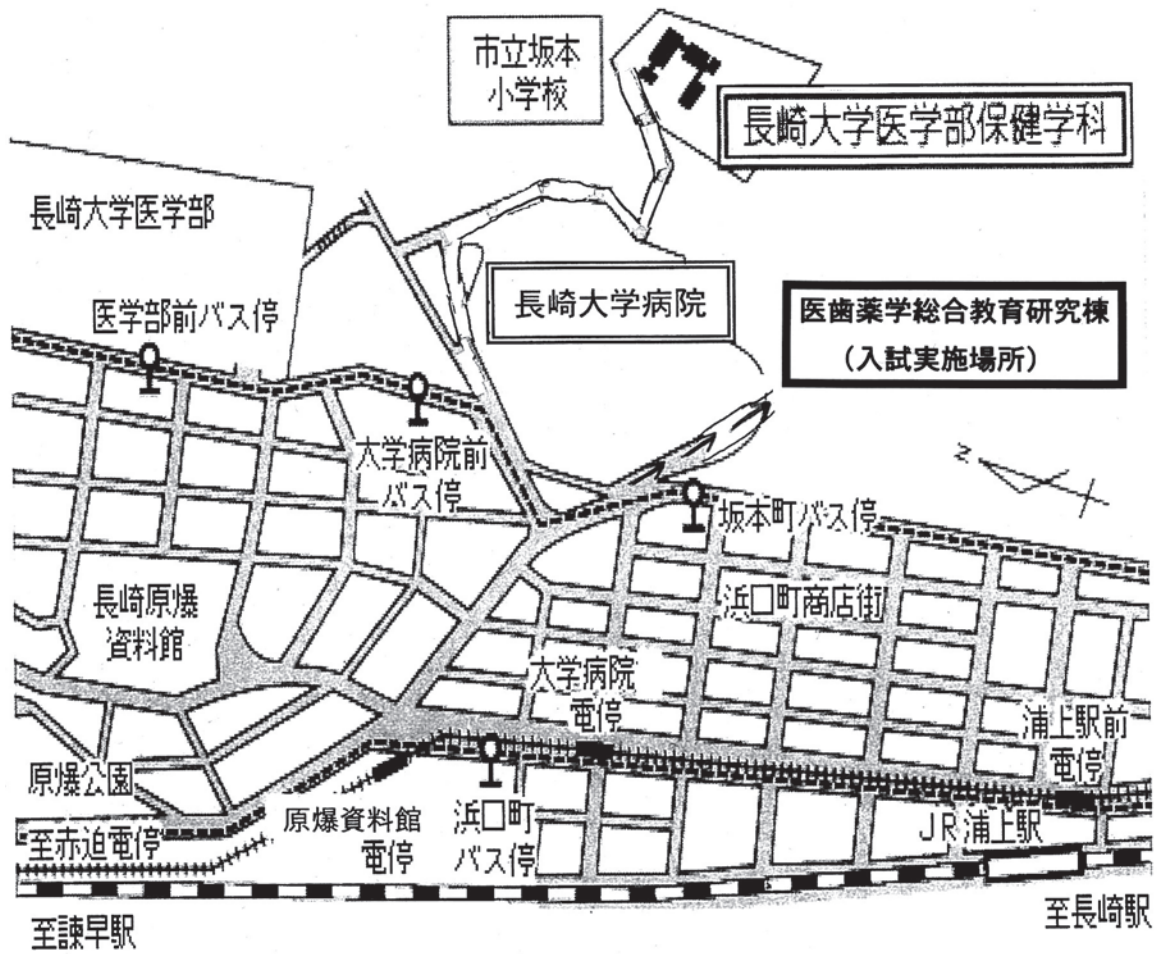 市立坂本
小学校
長崎大学医学部保健学科
長崎大学医学部
長崎大学病院
医歯薬学総合教育研究棟
（入試実施場所）
医学部前バス停
大学病院前
バス停
N
坂本町バス停
長崎原爆
資料館
浜口町商店街
大学病院
電停
浦上駅前
電停
原爆公園
原爆資料館
電停
浜口町
バス停
JR浦上駅
至赤迫電停
至諫早駅
至長崎駅